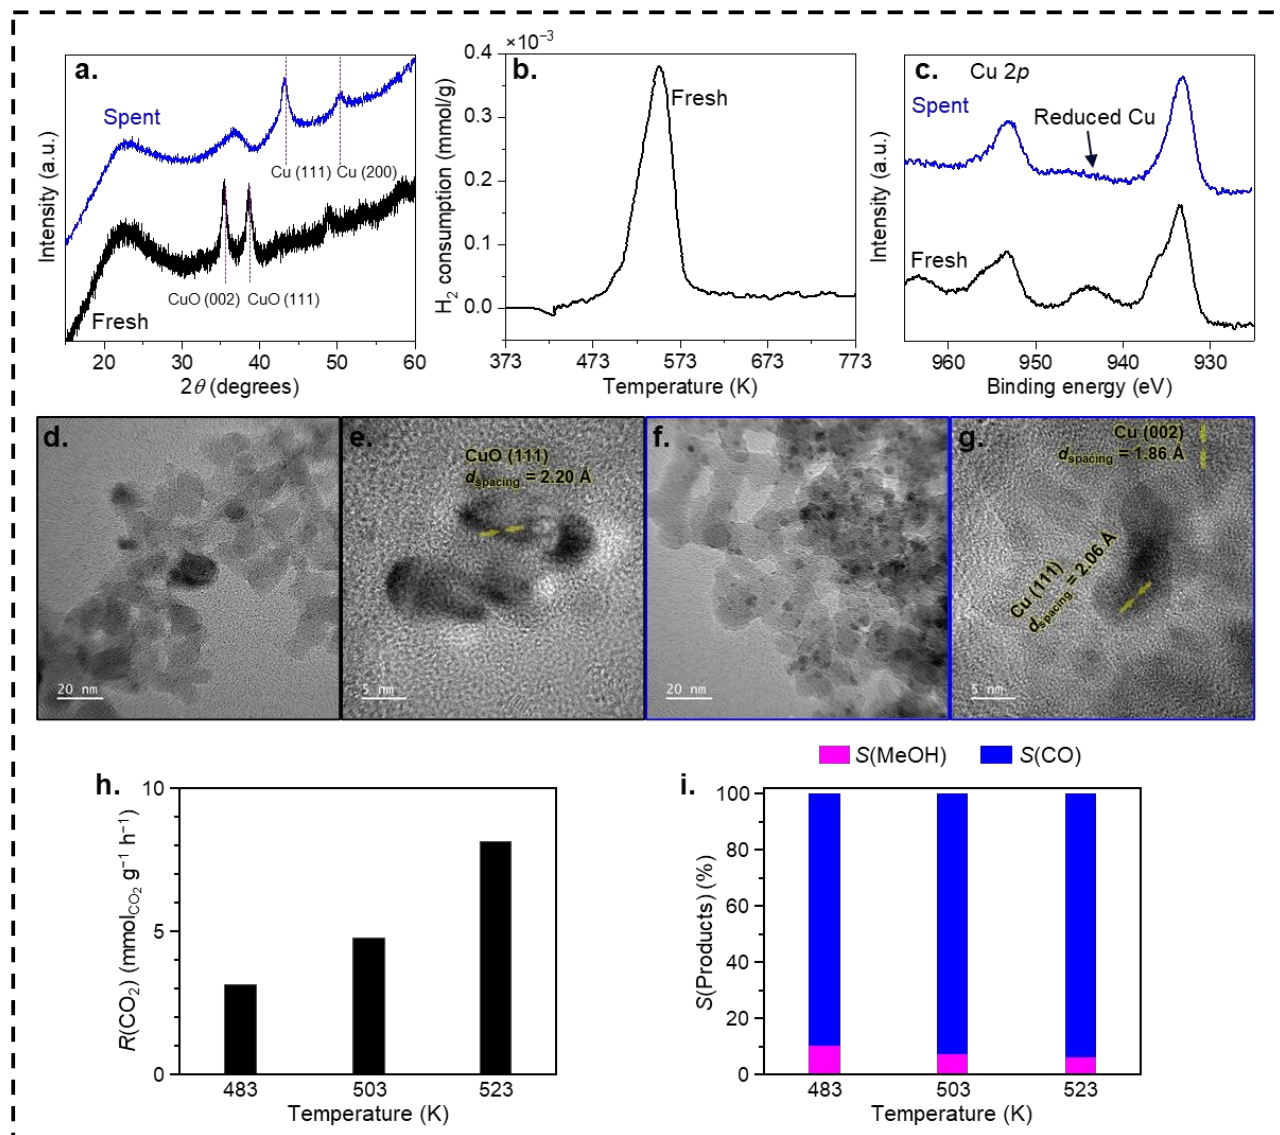 a.
Spent
Cu (111) Cu (200)
CuO (002) CuO (111)
Fresh
Intensity (a.u.)
20 30 40 50 60
2θ (degrees)
b.
×10⁻³
0.4
0.3
0.2
0.1
0.0
Fresh
H₂ consumption (mmol/g)
373 473 573 673 773
Temperature (K)
c.
Cu 2p
Spent
Reduced Cu
Fresh
Intensity (a.u.)
960 950 940 930
Binding energy (eV)
d.
20 nm
e.
CuO (111)
dspacing = 2.20 Å
5 nm
f.
20 nm
g.
Cu (002)
dspacing = 1.86 Å
Cu (111)
dspacing = 2.06 Å
5 nm
h.
10
5
0
R(CO₂) (mmolCO₂ g⁻¹ h⁻¹)
483 503 523
Temperature (K)
S(MeOH) S(CO)
i.
100
80
60
40
20
0
S(Products) (%)
483 503 523
Temperature (K)